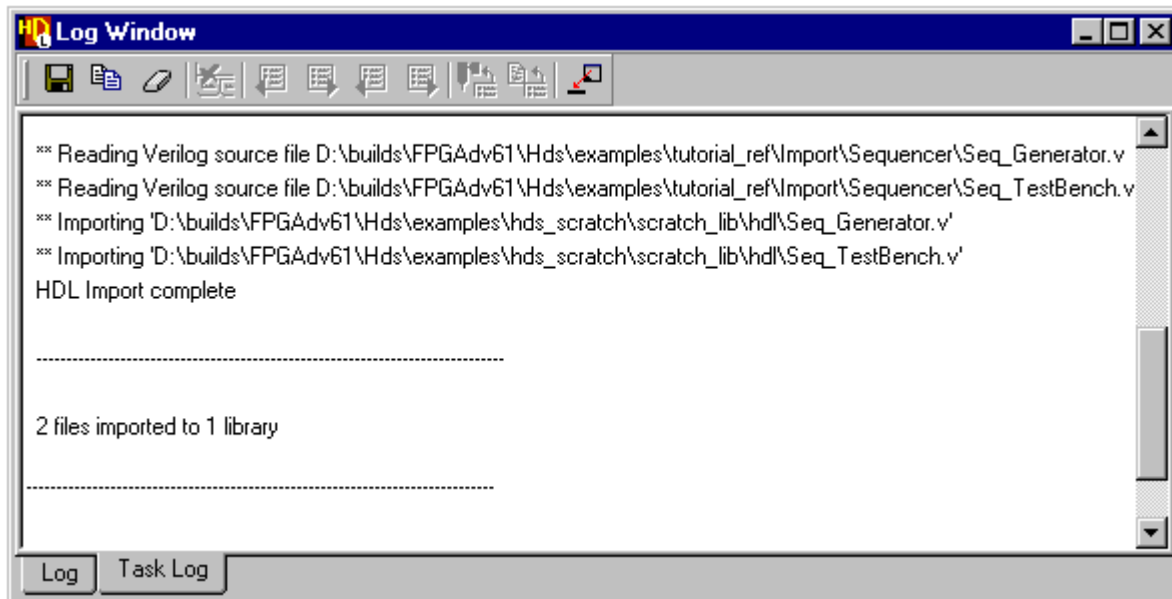 HDL Log Window
** Reading Verilog source file D:\builds\FPGAdv61\Hds\examples\tutorial_ref\Import\Sequencer\Seq_Generator.v
** Reading Verilog source file D:\builds\FPGAdv61\Hds\examples\tutorial_ref\Import\Sequencer\Seq_TestBench.v
** Importing 'D:\builds\FPGAdv61\Hds\examples\hds_scratch\scratch_lib\hdl\Seq_Generator.v'
** Importing 'D:\builds\FPGAdv61\Hds\examples\hds_scratch\scratch_lib\hdl\Seq_TestBench.v'
HDL Import complete
------------------------------------------------------------------------------
2 files imported to 1 library
------------------------------------------------------------------------------
Log Task Log